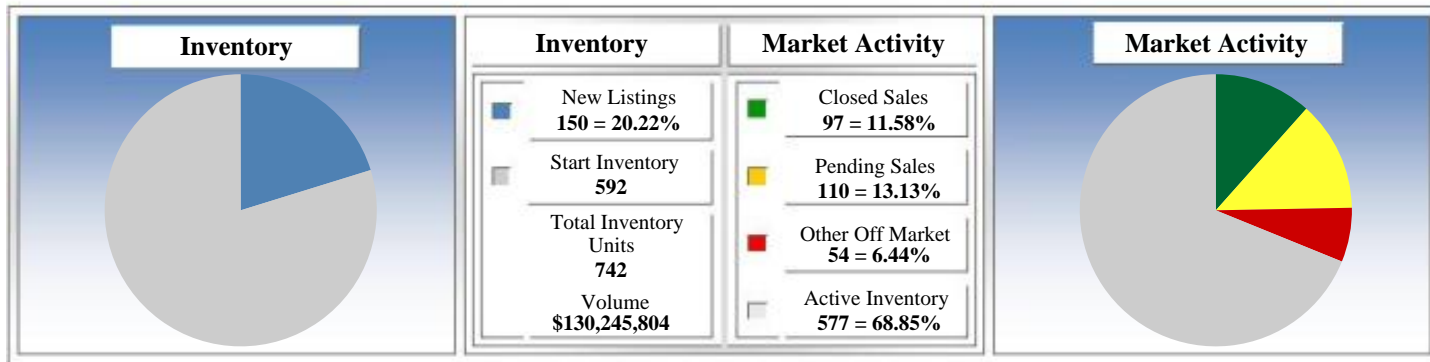 Inventory
Inventory
Market Activity
New Listings
150 = 20.22%
Start Inventory
592
Total Inventory
Units
742
Volume
$130,245,804
Closed Sales
97 = 11.58%
Pending Sales
110 = 13.13%
Other Off Market
54 = 6.44%
Active Inventory
577 = 68.85%
Market Activity